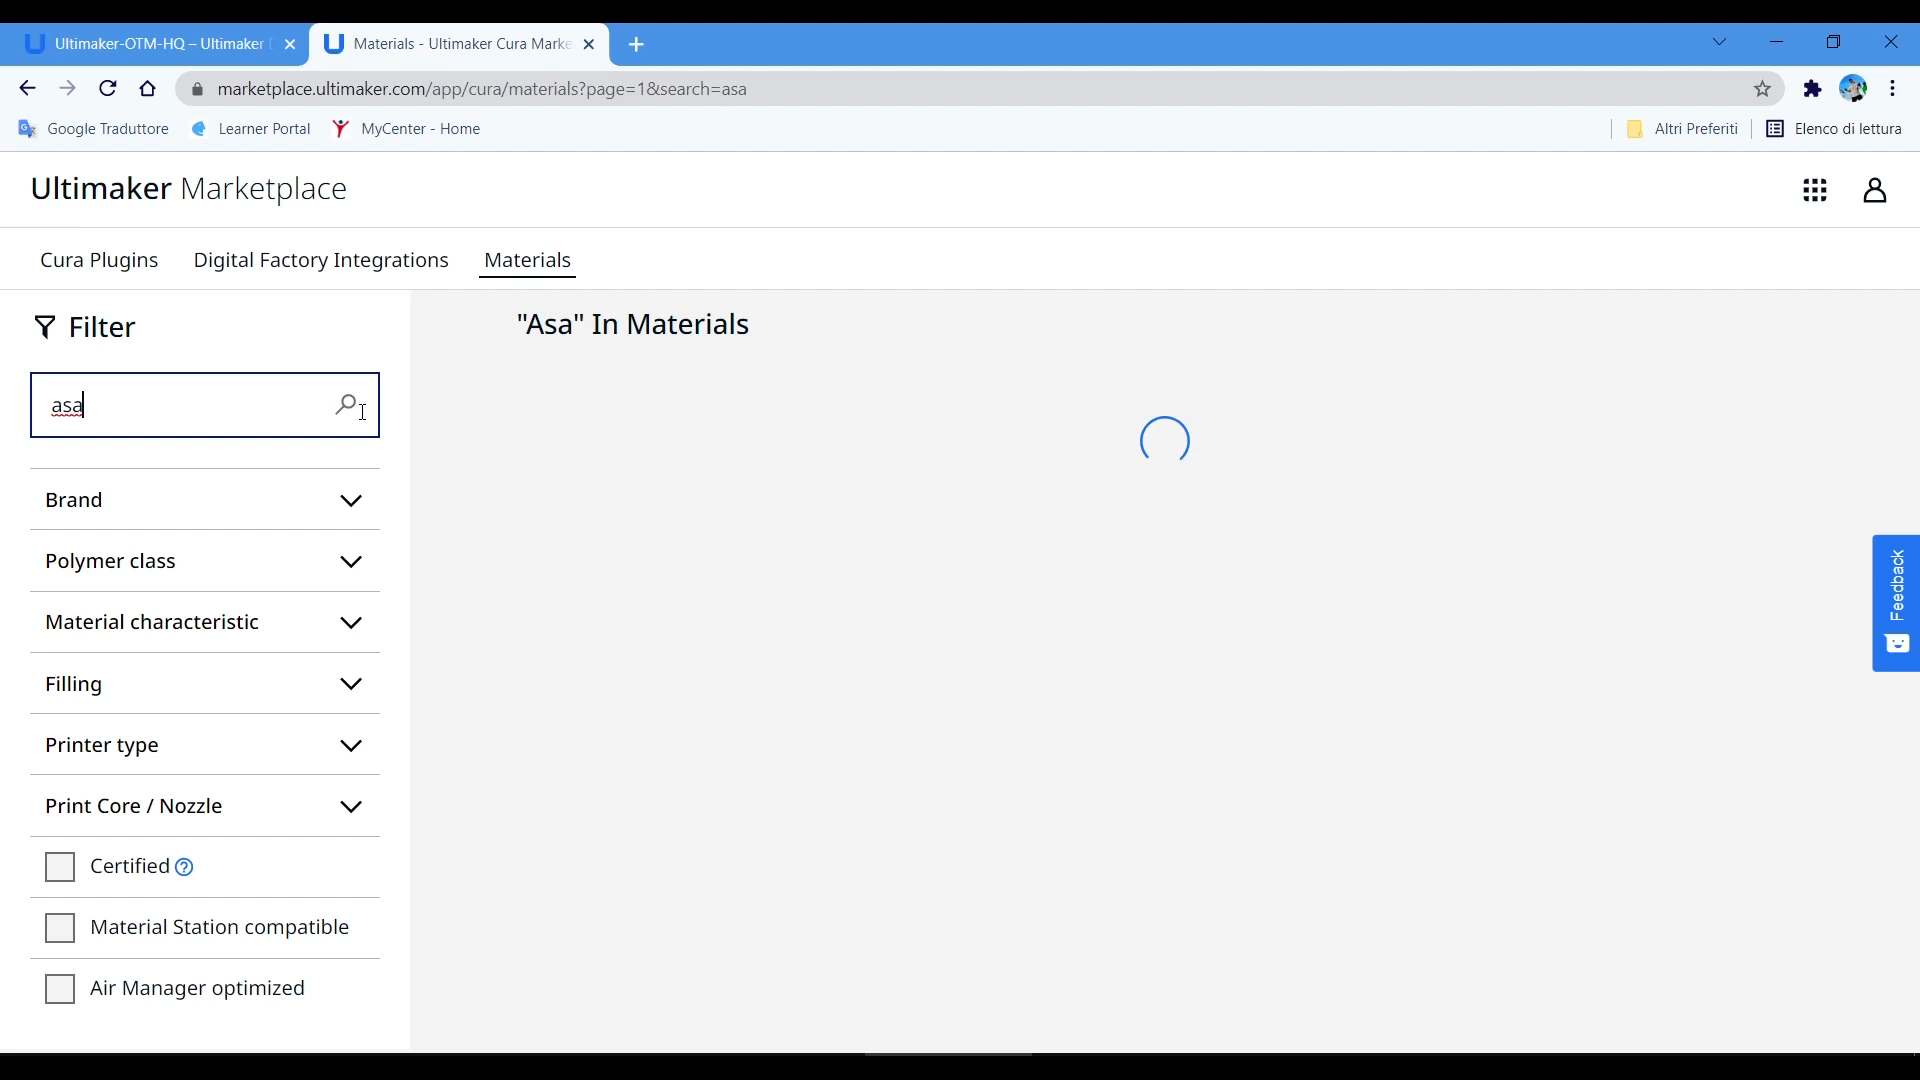 Ultimaker-OTM-HQ – Ultimaker
Materials - Ultimaker Cura Marke
marketplace.ultimaker.com/app/cura/materials?page=1&search=asa
Google Traduttore
Learner Portal
MyCenter - Home
Altri Preferiti
Elenco di lettura
Ultimaker Marketplace
Cura Plugins
Digital Factory Integrations
Materials
Filter
"Asa" In Materials
asa
Brand
Polymer class
Material characteristic
Filling
Printer type
Print Core / Nozzle
Certified ?
Material Station compatible
Air Manager optimized
Feedback